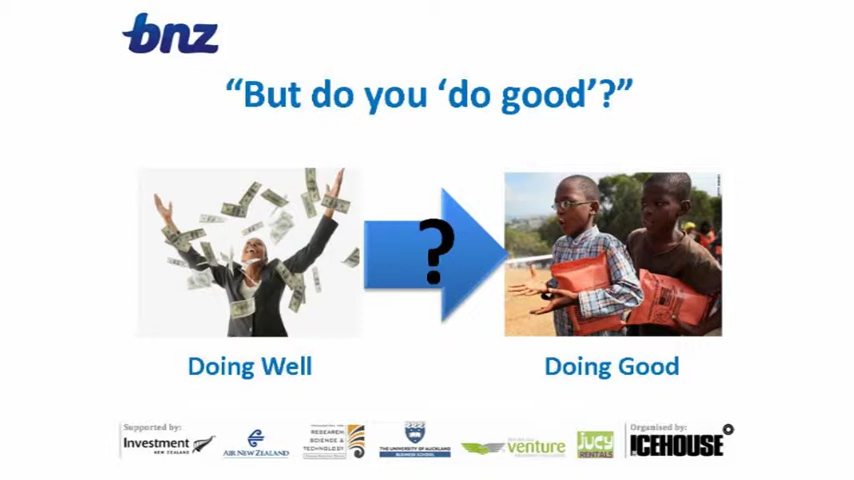 bnz
“But do you ‘do good’?”
?
Doing Well
Doing Good
Supported by:
Investment
NEW ZEALAND
AIR NEW ZEALAND
RESEARCH
SCIENCE &
TECHNOLOGY
THE UNIVERSITY OF AUCKLAND
BUSINESS SCHOOL
venture
jucy
RENTALS
Organised by:
ICEHOUSE